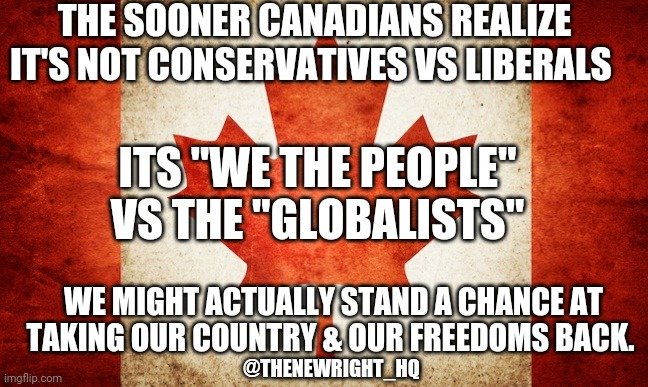 THE SOONER CANADIANS REALIZE
IT'S NOT CONSERVATIVES VS LIBERALS
ITS "WE THE PEOPLE"
VS THE "GLOBALISTS"
WE MIGHT ACTUALLY STAND A CHANCE AT
TAKING OUR COUNTRY & OUR FREEDOMS BACK.
@THENEWRIGHT_HQ
imgflip.com